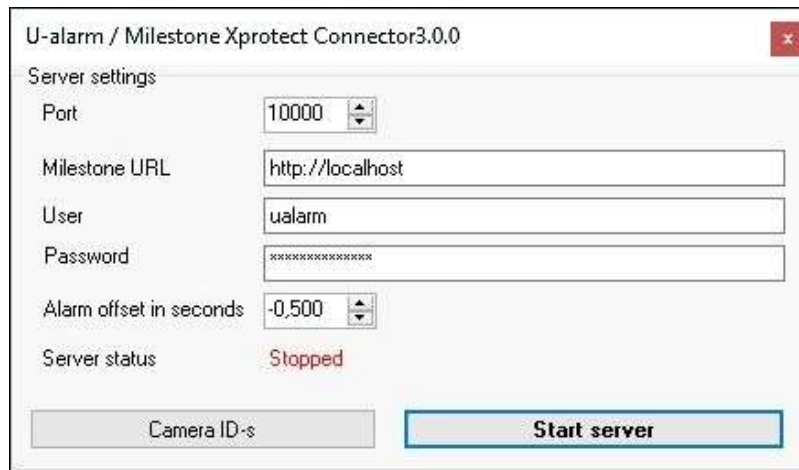 U-alarm / Milestone Xprotect Connector3.0.0
x
Server settings
Port 10000
Milestone URL http://localhost
User ualarm
Password **************
Alarm offset in seconds -0,500
Server status Stopped
Camera ID-s Start server